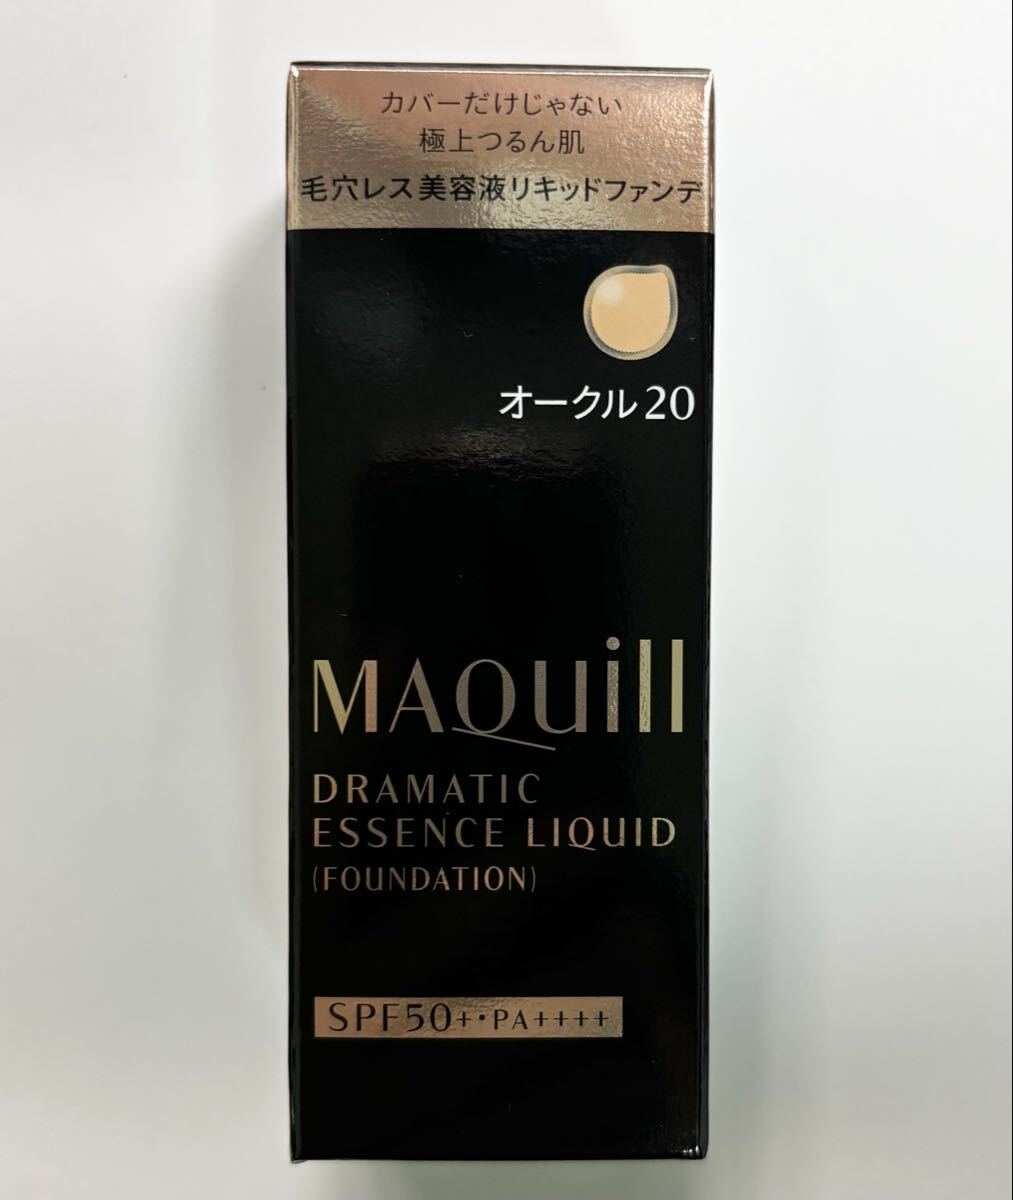 カバーだけじゃない
極上つるん肌
毛穴レス美容液リキッドファンデ
オークル20
MAQuill
DRAMATIC
ESSENCE LIQUID
(FOUNDATION)
SPF50+・PA++++